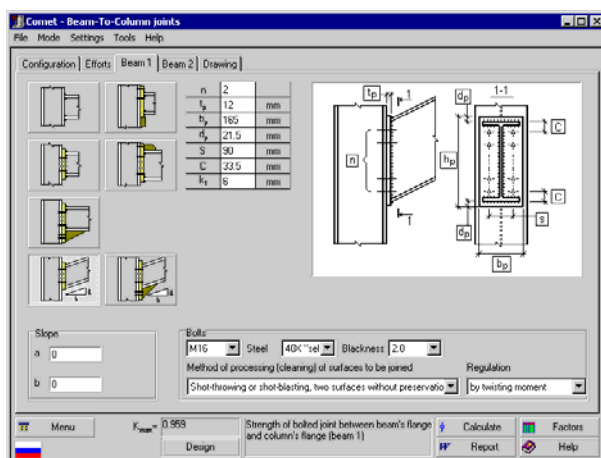 Comet - Beam-To-Column joints
File Mode Settings Tools Help
Configuration Efforts Beam 1 Beam 2 Drawing
n 2
tp 12 mm
bp 165 mm
dp 21.5 mm
s 90 mm
C 33.5 mm
kf 6 mm
tp 1 dp 1-1
C
n hp
C
1 dp s
bp
Slope
a 0
b 0
Bolts
M16 Steel 40X "sel Blackness 2.0
Method of processing (cleaning) of surfaces to be joined Regulation
Shot-throwing or shot-blasting, two surfaces without preservatio by twisting moment
Menu Kmax= 0.959 Strength of bolted joint between beam's flange and column's flange (beam 1) Calculate Factors
Design Report Help